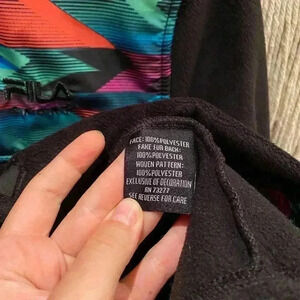 FILA
FACE: 100%POLYESTER
FAKE FUR BACK:
100%POLYESTER
WOVEN PATTERN:
100%POLYESTER
EXCLUSIVE OF DECORATION
RN 73277
SEE REVERSE FOR CARE